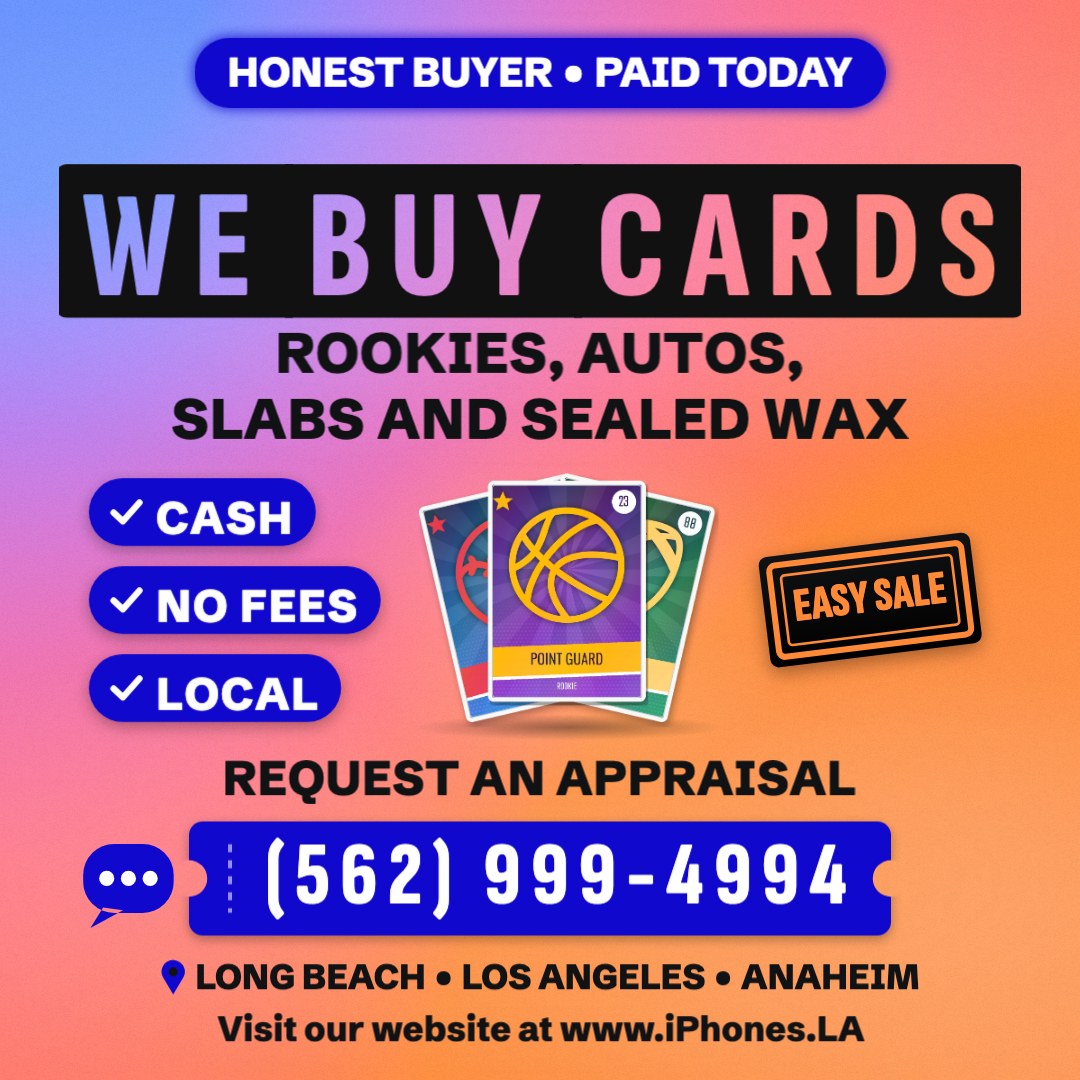 HONEST BUYER • PAID TODAY
WE BUY CARDS
ROOKIES, AUTOS,
SLABS AND SEALED WAX
CASH
NO FEES
LOCAL
23
88
POINT GUARD
ROOKIE
EASY SALE
REQUEST AN APPRAISAL
(562) 999-4994
LONG BEACH • LOS ANGELES • ANAHEIM
Visit our website at www.iPhones.LA